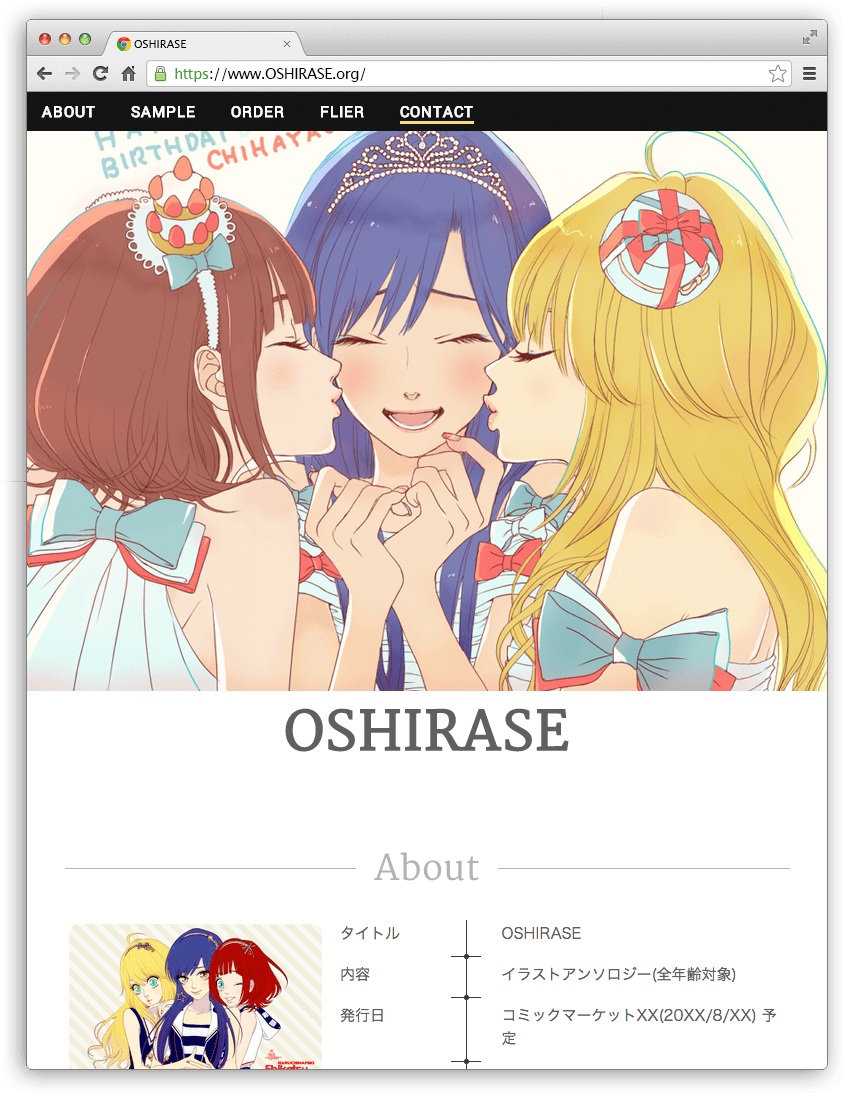 OSHIRASE
https://www.OSHIRASE.org/
ABOUT SAMPLE ORDER FLIER CONTACT
BIRTHDAY
OSHIRASE
About
タイトル OSHIRASE
内容 イラストアンソロジー(全年齢対象)
発行日 コミックマーケットXX(20XX/8/XX) 予
定